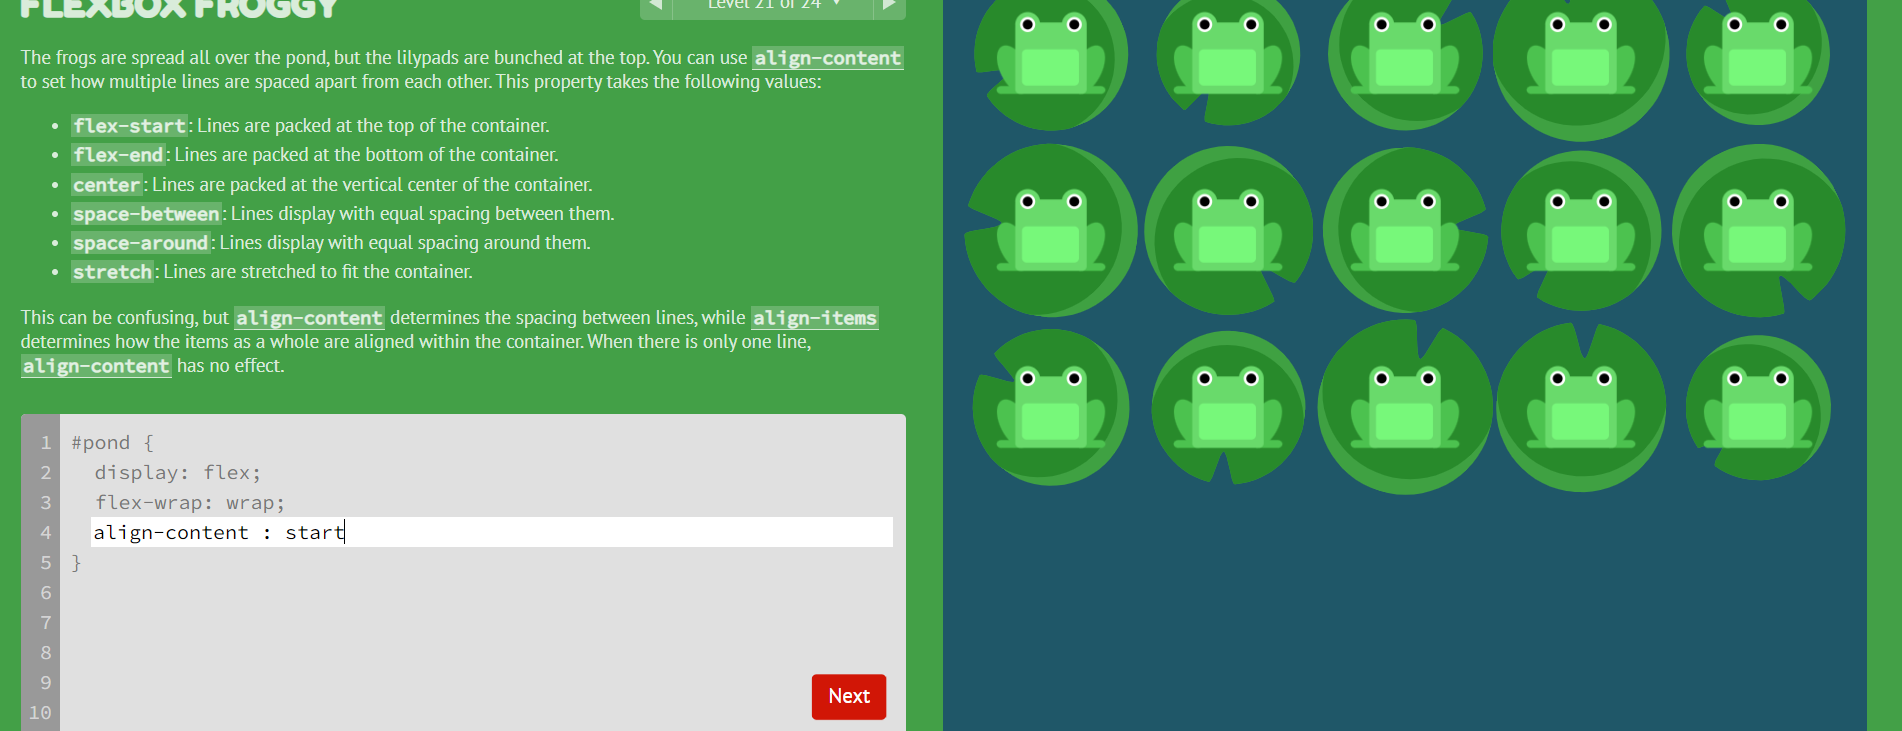 FLEXBOX FROGGY
Level 21 of 24
The frogs are spread all over the pond, but the lilypads are bunched at the top. You can use align-content
to set how multiple lines are spaced apart from each other. This property takes the following values:
• flex-start: Lines are packed at the top of the container.
• flex-end: Lines are packed at the bottom of the container.
• center: Lines are packed at the vertical center of the container.
• space-between: Lines display with equal spacing between them.
• space-around: Lines display with equal spacing around them.
• stretch: Lines are stretched to fit the container.
This can be confusing, but align-content determines the spacing between lines, while align-items
determines how the items as a whole are aligned within the container. When there is only one line,
align-content has no effect.
1 #pond {
2 display: flex;
3 flex-wrap: wrap;
4 align-content : start
5 }
6
7
8
9
10
Next